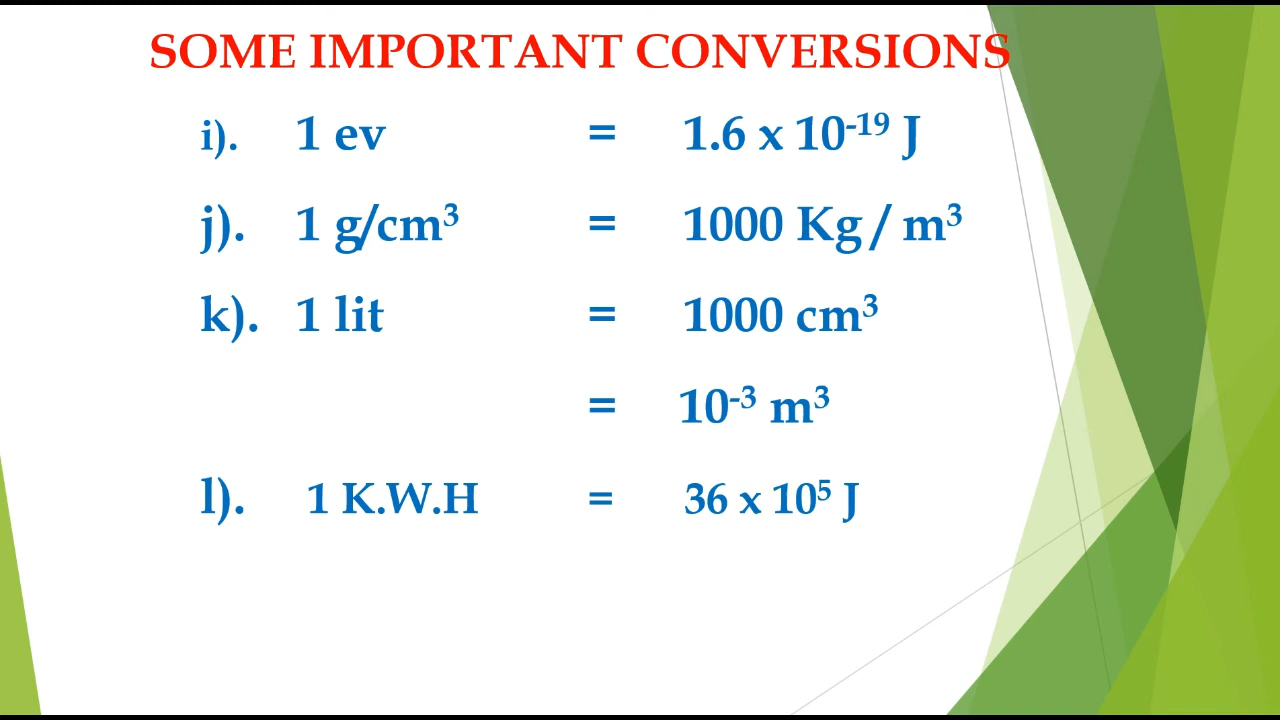 SOME IMPORTANT CONVERSIONS
i). 1 ev = 1.6 x 10⁻¹⁹ J
j). 1 g/cm³ = 1000 Kg / m³
k). 1 lit = 1000 cm³
= 10⁻³ m³
l). 1 K.W.H = 36 x 10⁵ J